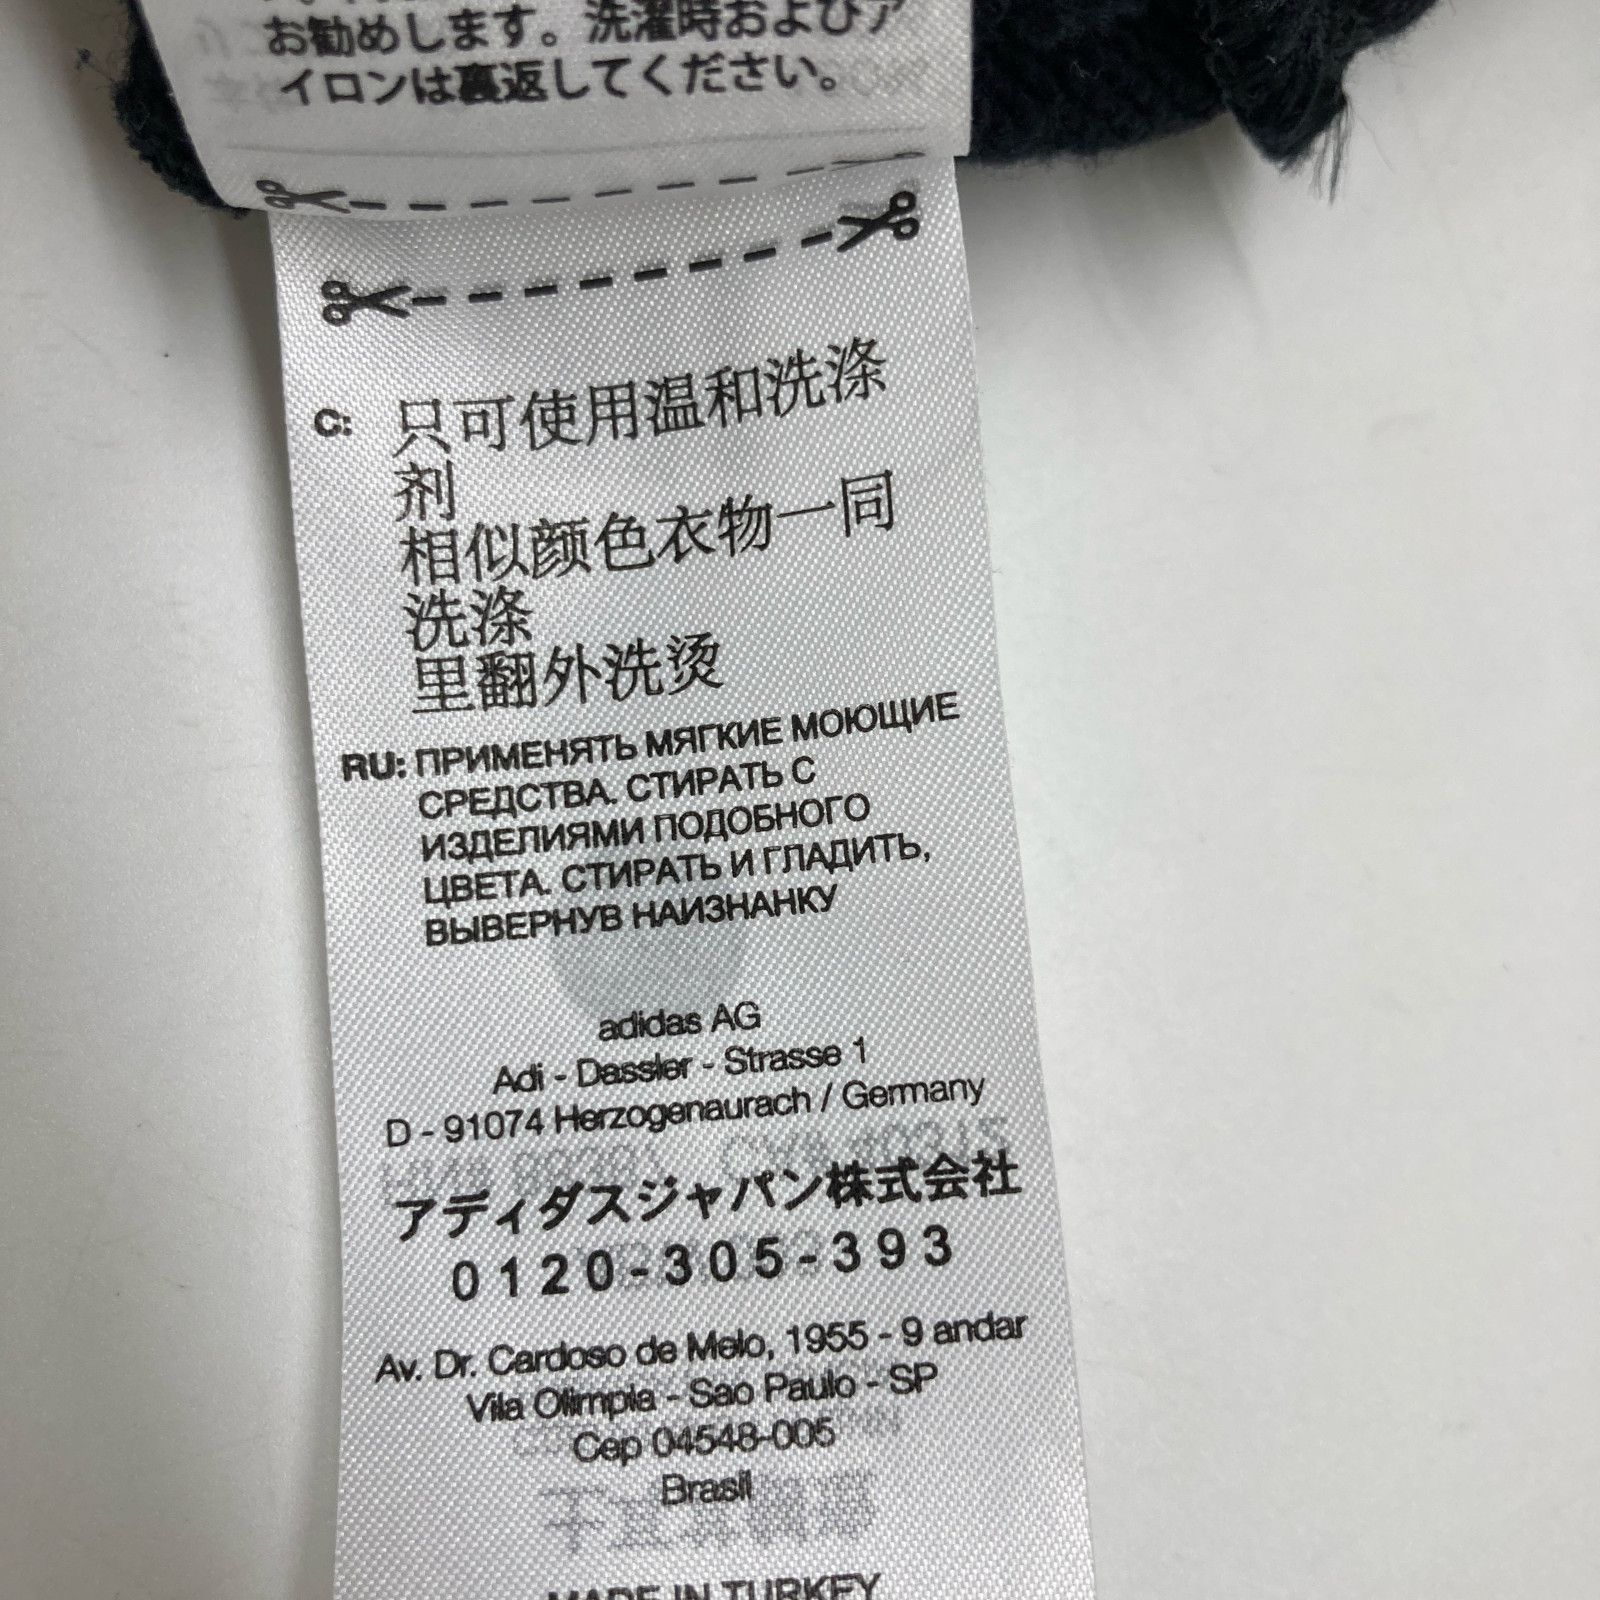 お勧めします。洗濯時およびア
イロンは裏返してください。
C: 只可使用温和洗涤
剂
相似颜色衣物一同
洗涤
里翻外洗烫
RU: ПРИМЕНЯТЬ МЯГКИЕ МОЮЩИЕ
СРЕДСТВА. СТИРАТЬ С
ИЗДЕЛИЯМИ ПОДОБНОГО
ЦВЕТА. СТИРАТЬ И ГЛАДИТЬ,
ВЫВЕРНУВ НАИЗНАНКУ
adidas AG
Adi - Dassler - Strasse 1
D - 91074 Herzogenaurach / Germany
アディダスジャパン株式会社
0120-305-393
Av. Dr. Cardoso de Melo, 1955 - 9 andar
Vila Olimpia - Sao Paulo - SP
Cep 04548-005
Brasil
MADE IN TURKEY